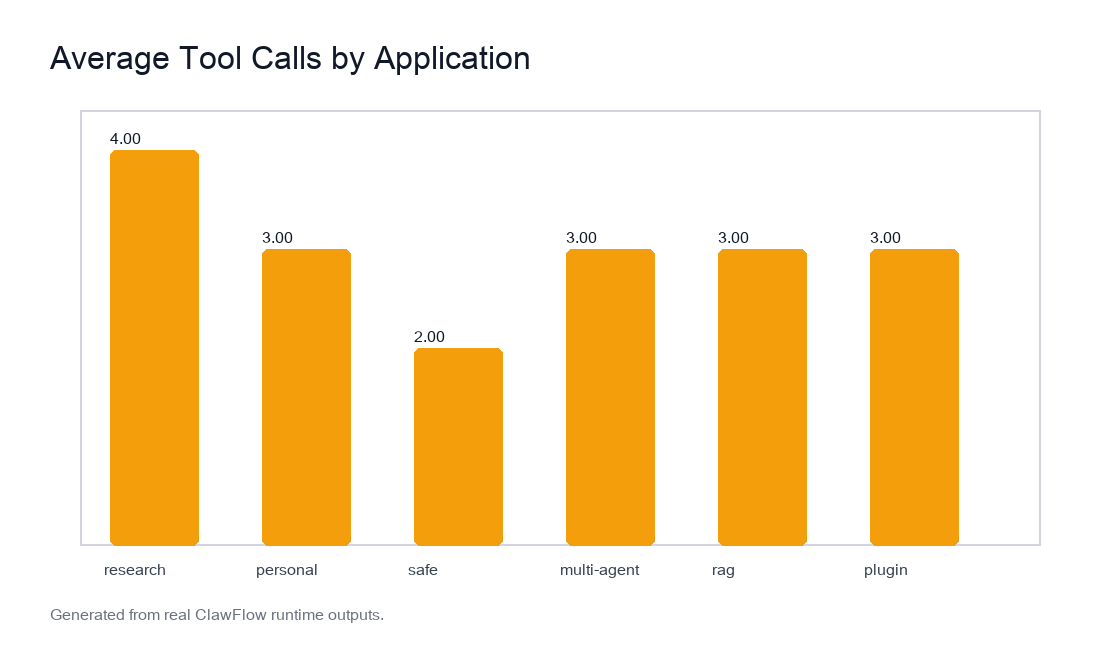 Average Tool Calls by Application
4.00
3.00
2.00
3.00
3.00
3.00
research
personal
safe
multi-agent
rag
plugin
Generated from real ClawFlow runtime outputs.